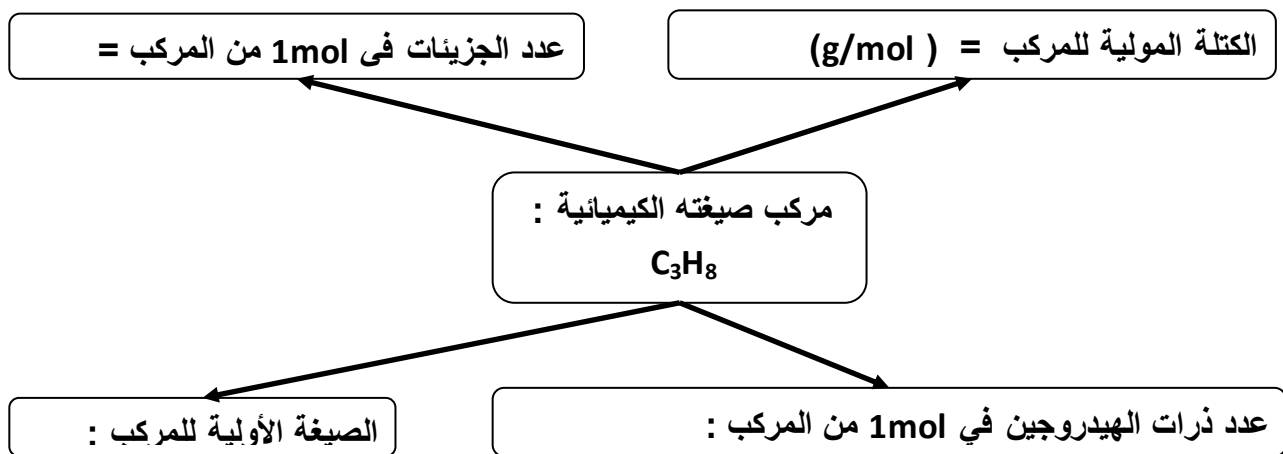 الكتلة المولية للمركب = ( g/mol)
عدد الجزيئات فى 1mol من المركب =
مركب صيغته الكيميائية :
C₃H₈
عدد ذرات الهيدروجين في 1mol من المركب :
الصيغة الأولية للمركب :